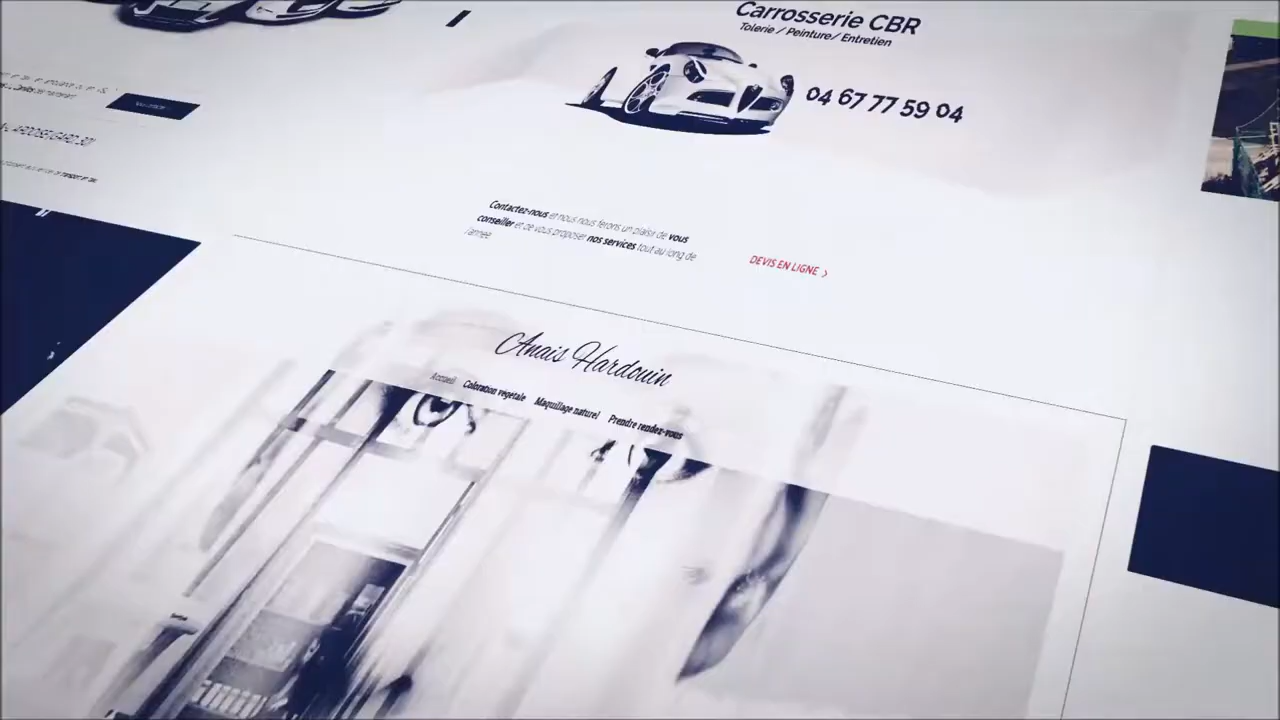 Carrosserie CBR
Tolerie / Peinture/ Entretien
04 67 77 59 04
Contactez-nous et nous nous ferons un plaisir de vous
conseiller et de vous proposer nos services tout au long de
l'année
DEVIS EN LIGNE >
Anais Hardouin
Accueil Coloration végétale Maquillage naturel Prendre rendez-vous